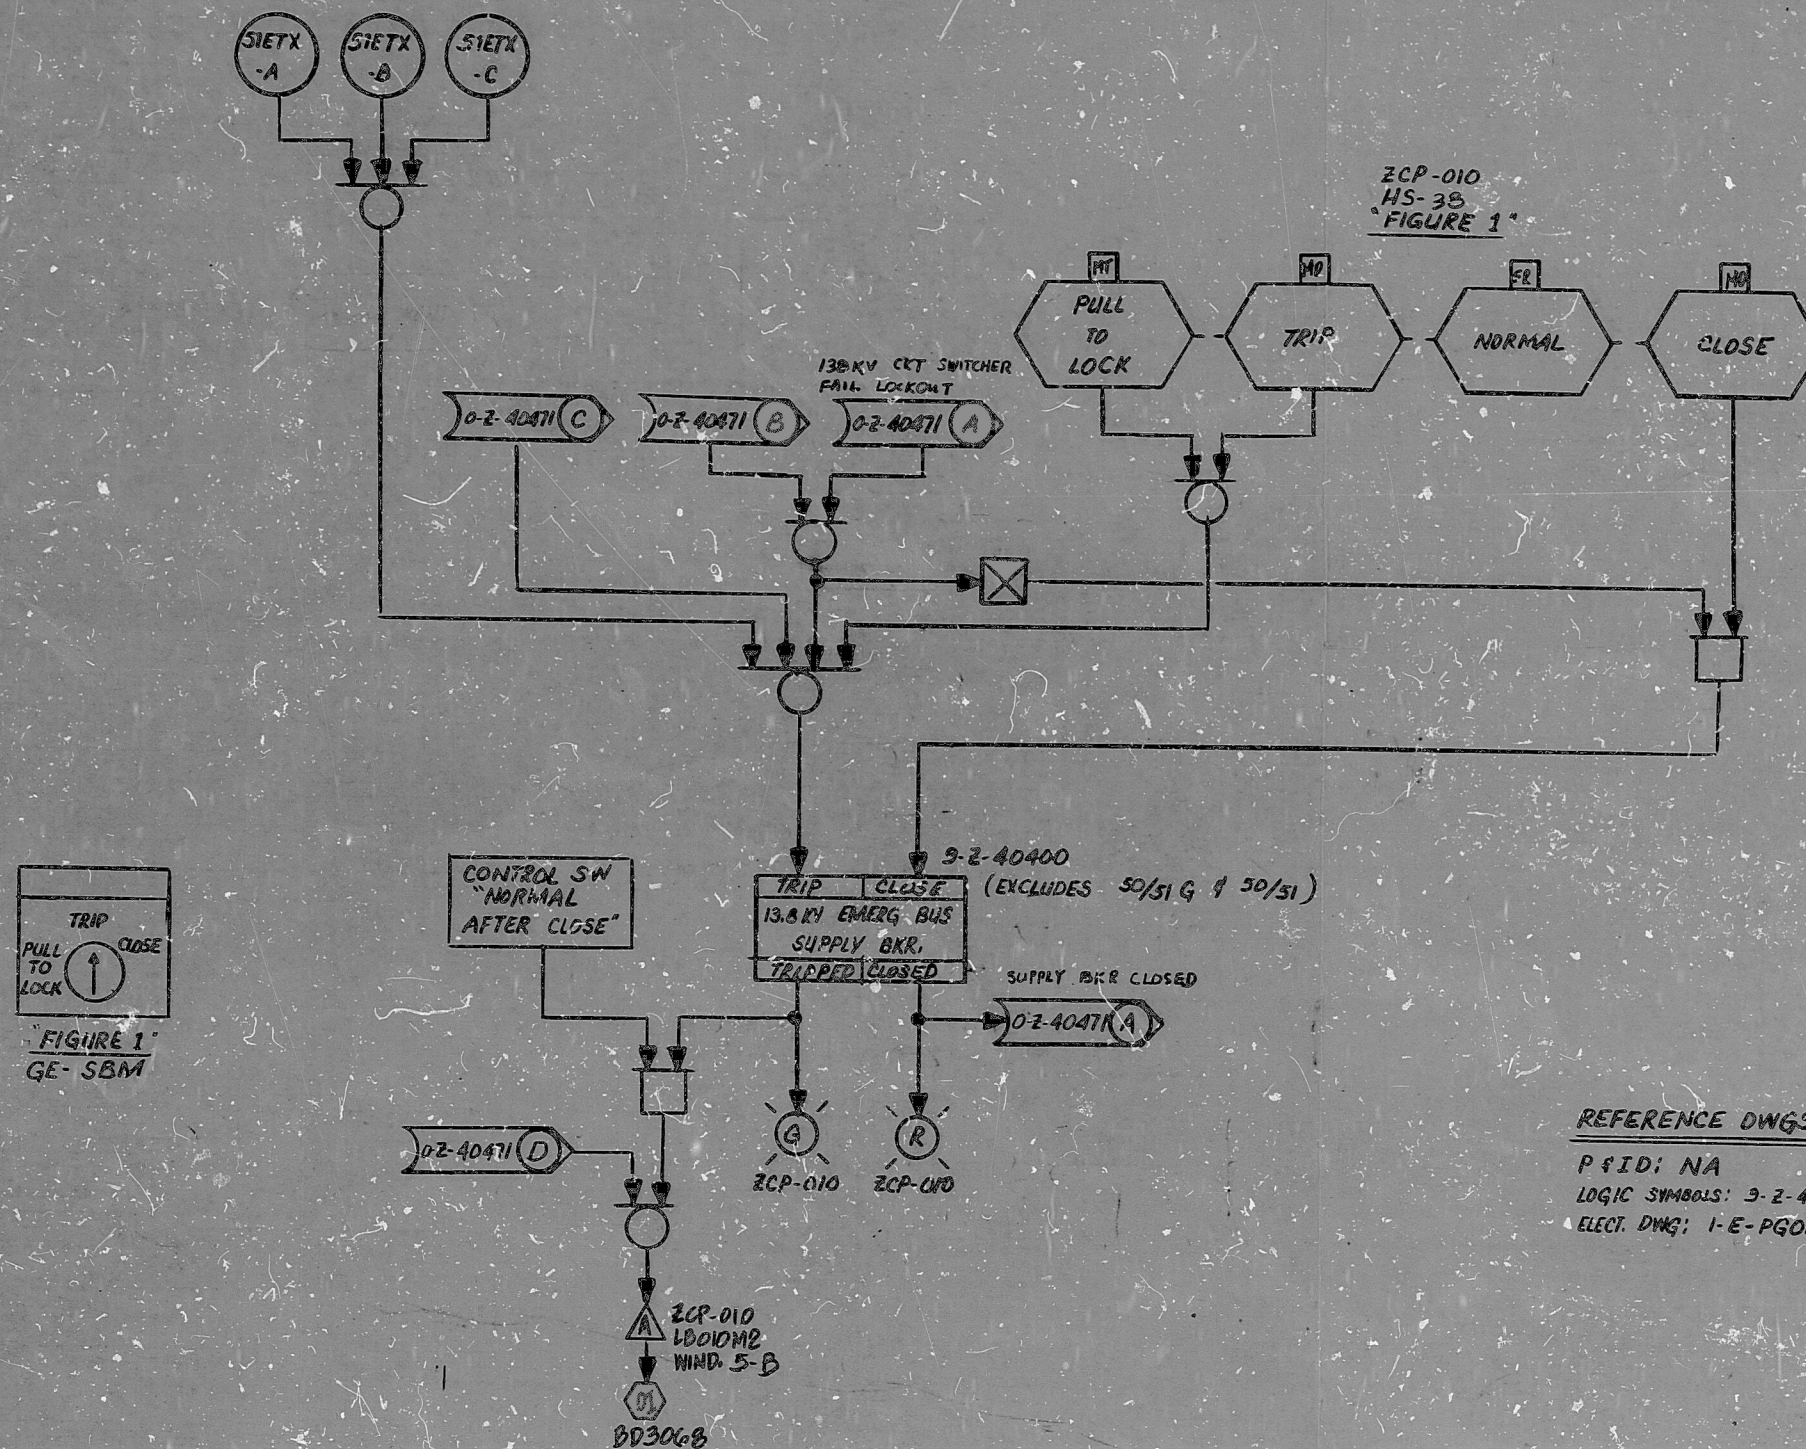 51ETX
-A
51ETX
-B
51ETX
-C
ZCP-010
HS-38
"FIGURE 1"
MT
MO
SR
MO
PULL
TO
LOCK
TRIP
NORMAL
CLOSE
138KV CKT SWITCHER
FAIL LOCKOUT
0-Z-40471 C
0-Z-40471 B
0-Z-40471 A
9-Z-40400
(EXCLUDES 50/51 G & 50/51)
TRIP CLOSE
13.8 KV EMERG BUS
SUPPLY BKR.
TRIPPED CLOSED
CONTROL SW
"NORMAL
AFTER CLOSE"
TRIP
PULL
TO
LOCK
CLOSE
"FIGURE 1"
GE-SBM
SUPPLY BKR CLOSED
0-Z-40471 A
G
ZCP-010
R
ZCP-010
0-Z-40471 D
A
ZCP-010
LB010M2
WIND. 5-B
BD3068
REFERENCE DWGS
P&ID: NA
LOGIC SYMBOLS: 9-Z-4
ELECT. DWG: 1-E-PGO